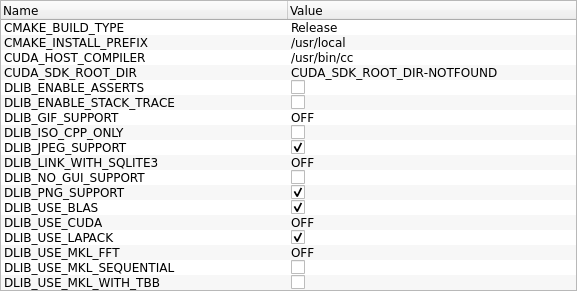 Name Value
CMAKE_BUILD_TYPE Release
CMAKE_INSTALL_PREFIX /usr/local
CUDA_HOST_COMPILER /usr/bin/cc
CUDA_SDK_ROOT_DIR CUDA_SDK_ROOT_DIR-NOTFOUND
DLIB_ENABLE_ASSERTS
DLIB_ENABLE_STACK_TRACE
DLIB_GIF_SUPPORT OFF
DLIB_ISO_CPP_ONLY
DLIB_JPEG_SUPPORT
DLIB_LINK_WITH_SQLITE3 OFF
DLIB_NO_GUI_SUPPORT
DLIB_PNG_SUPPORT
DLIB_USE_BLAS
DLIB_USE_CUDA OFF
DLIB_USE_LAPACK
DLIB_USE_MKL_FFT OFF
DLIB_USE_MKL_SEQUENTIAL
DLIB_USE_MKL_WITH_TBB